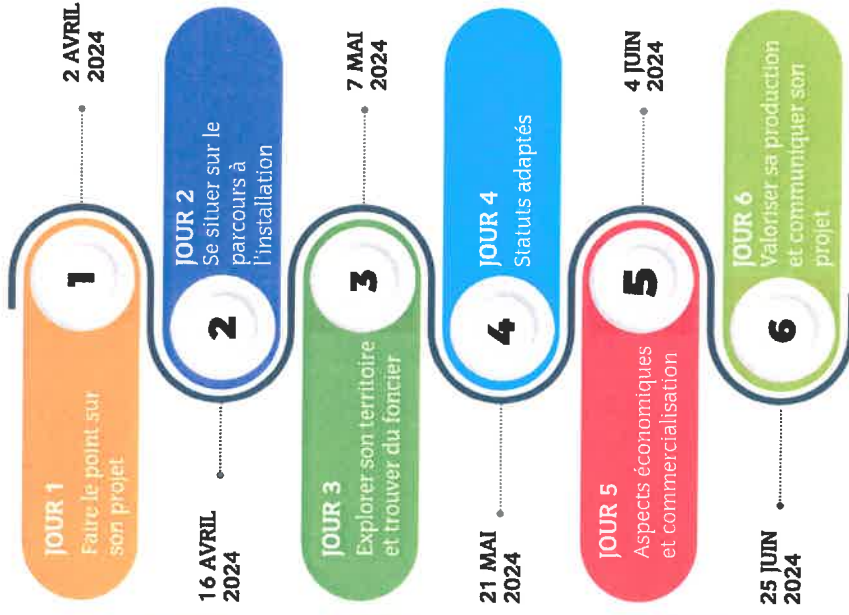 JOUR 1
Faire le point sur
son projet
1
2 AVRIL
2024
JOUR 2
Se situer sur le
parcours à
l'installation
2
16 AVRIL
2024
JOUR 3
Explorer son territoire
et trouver du foncier
3
7 MAI
2024
JOUR 4
Statuts adaptés
4
21 MAI
2024
JOUR 5
Aspects économiques
et commercialisation
5
4 JUIN
2024
JOUR 6
Valoriser sa production
et communiquer son
projet
6
25 JUIN
2024